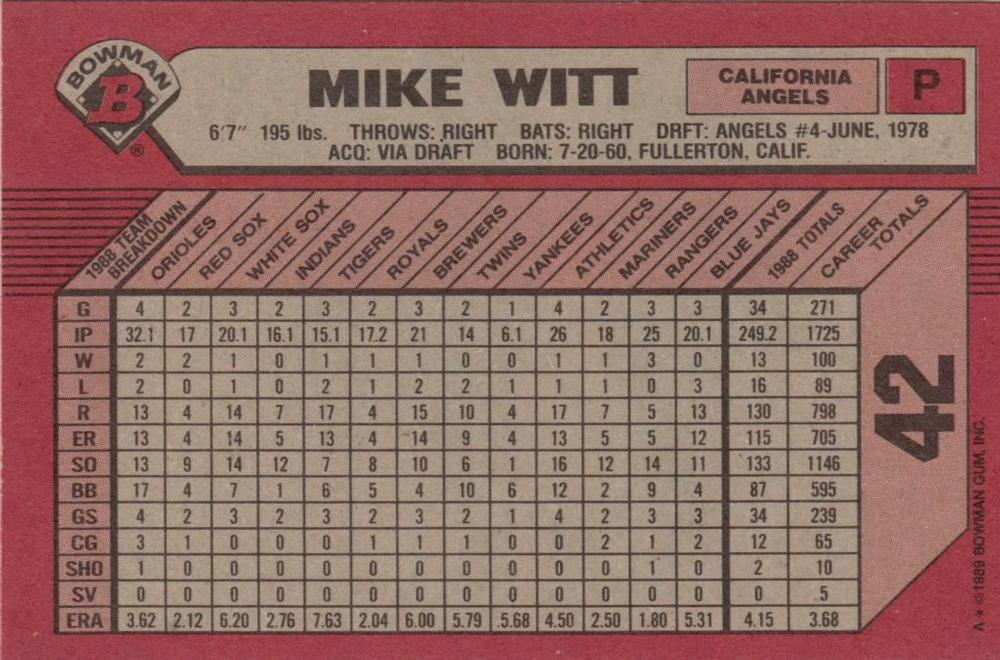 BOWMAN
B
®
MIKE WITT
CALIFORNIA
ANGELS
P
6'7" 195 lbs. THROWS: RIGHT BATS: RIGHT DRFT: ANGELS #4-JUNE, 1978
ACQ: VIA DRAFT BORN: 7-20-60, FULLERTON, CALIF.
1988 TEAM BREAKDOWN ORIOLES RED SOX WHITE SOX INDIANS TIGERS ROYALS BREWERS TWINS YANKEES ATHLETICS MARINERS RANGERS BLUE JAYS 1988 TOTALS CAREER TOTALS
G 4 2 3 2 3 2 3 2 1 4 2 3 3 34 271
IP 32.1 17 20.1 16.1 15.1 17.2 21 14 6.1 26 18 25 20.1 249.2 1725
W 2 2 1 0 1 1 1 0 0 1 1 3 0 13 100
L 2 0 1 0 2 1 2 2 1 1 1 0 3 16 89
R 13 4 14 7 17 4 15 10 4 17 7 5 13 130 798
ER 13 4 14 5 13 4 14 9 4 13 5 5 12 115 705
SO 13 9 14 12 7 8 10 6 1 16 12 14 11 133 1146
BB 17 4 7 1 6 5 4 10 6 12 2 9 4 87 595
GS 4 2 3 2 3 2 3 2 1 4 2 3 3 34 239
CG 3 1 0 0 0 1 1 1 0 0 2 1 2 12 65
SHO 1 0 0 0 0 0 0 0 0 0 0 1 0 2 10
SV 0 0 0 0 0 0 0 0 0 0 0 0 0 0 .5
ERA 3.62 2.12 6.20 2.76 7.63 2.04 6.00 5.79 .5.68 4.50 2.50 1.80 5.31 4.15 3.68
42
A * ©1989 BOWMAN GUM, INC.